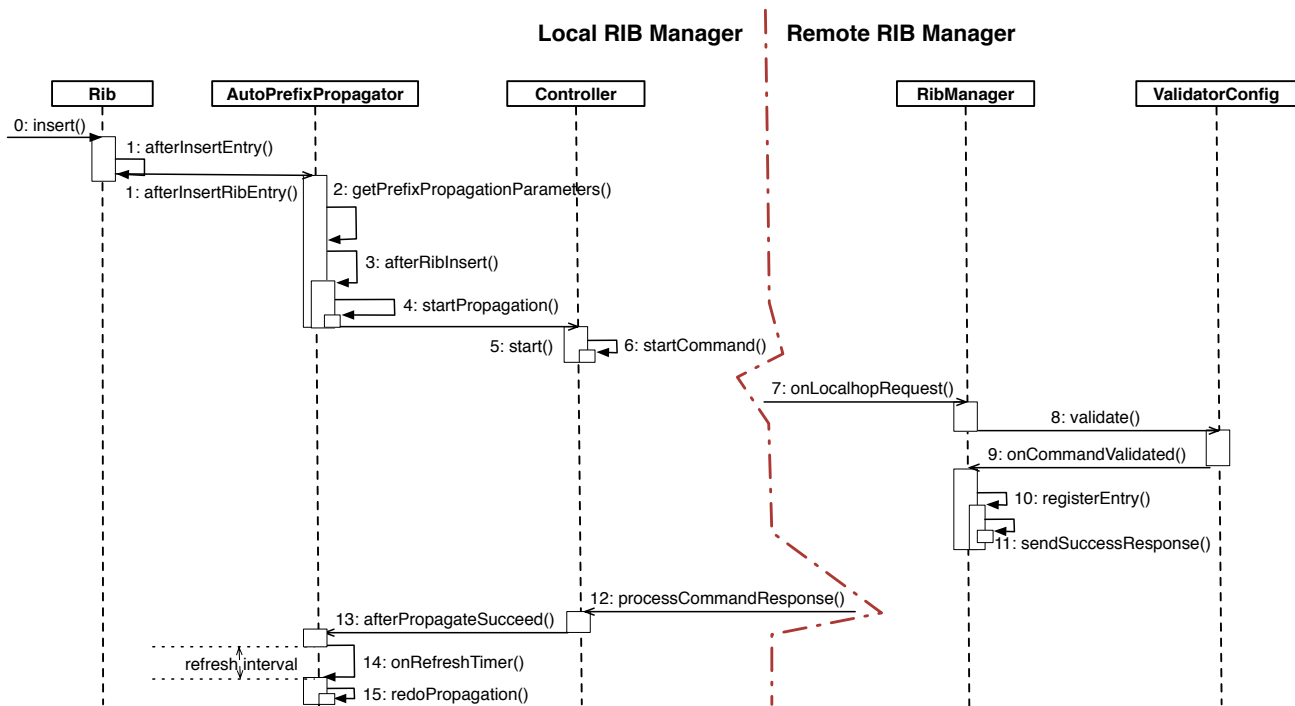 Local RIB Manager
Remote RIB Manager
Rib
AutoPrefixPropagator
Controller
RibManager
ValidatorConfig
0: insert()
1: afterInsertEntry()
1: afterInsertRibEntry()
2: getPrefixPropagationParameters()
3: afterRibInsert()
4: startPropagation()
5: start()
6: startCommand()
7: onLocalhopRequest()
8: validate()
9: onCommandValidated()
10: registerEntry()
11: sendSuccessResponse()
12: processCommandResponse()
13: afterPropagateSucceed()
refresh interval
14: onRefreshTimer()
15: redoPropagation()